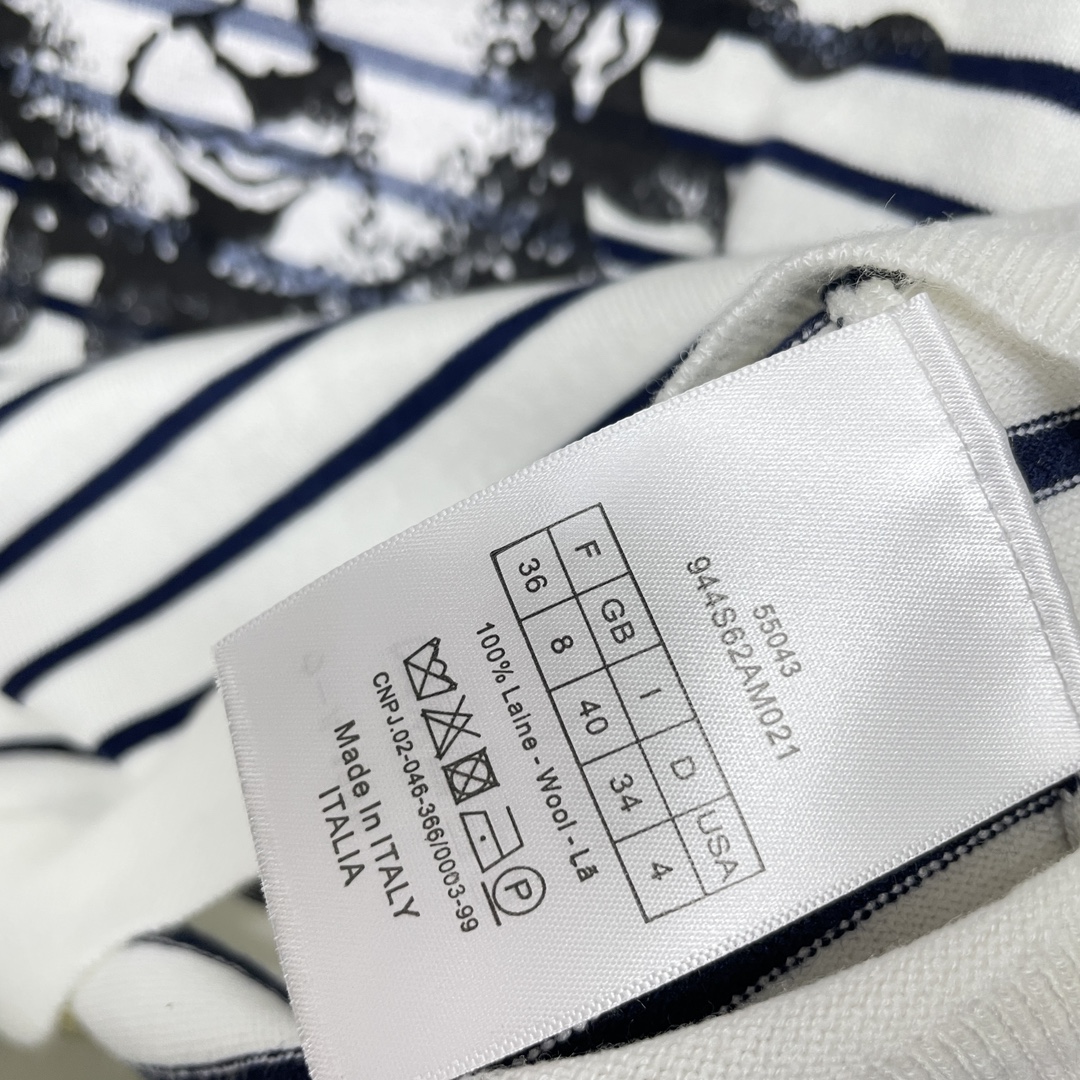 55043
944S62AM021
F GB I D USA
36 8 40 34 4
100% Laine - Wool - Lã
P
CNPJ.02-046-366/0003-99
Made In ITALY
ITALIA